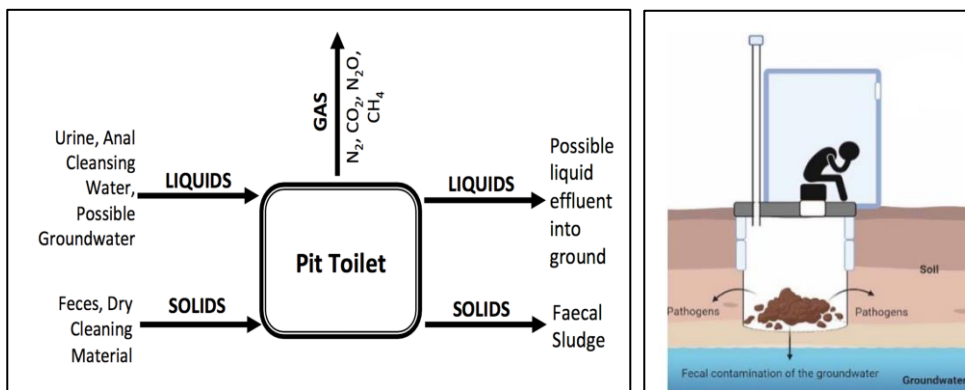 GAS
N₂, CO₂, N₂O,
CH₄
Urine, Anal
Cleansing
Water,
Possible
Groundwater
LIQUIDS
LIQUIDS
Possible
liquid
effluent
into
ground
Pit Toilet
Feces, Dry
Cleaning
Material
SOLIDS
SOLIDS
Faecal
Sludge
Soil
Pathogens
Pathogens
Fecal contamination of the groundwater
Groundwater